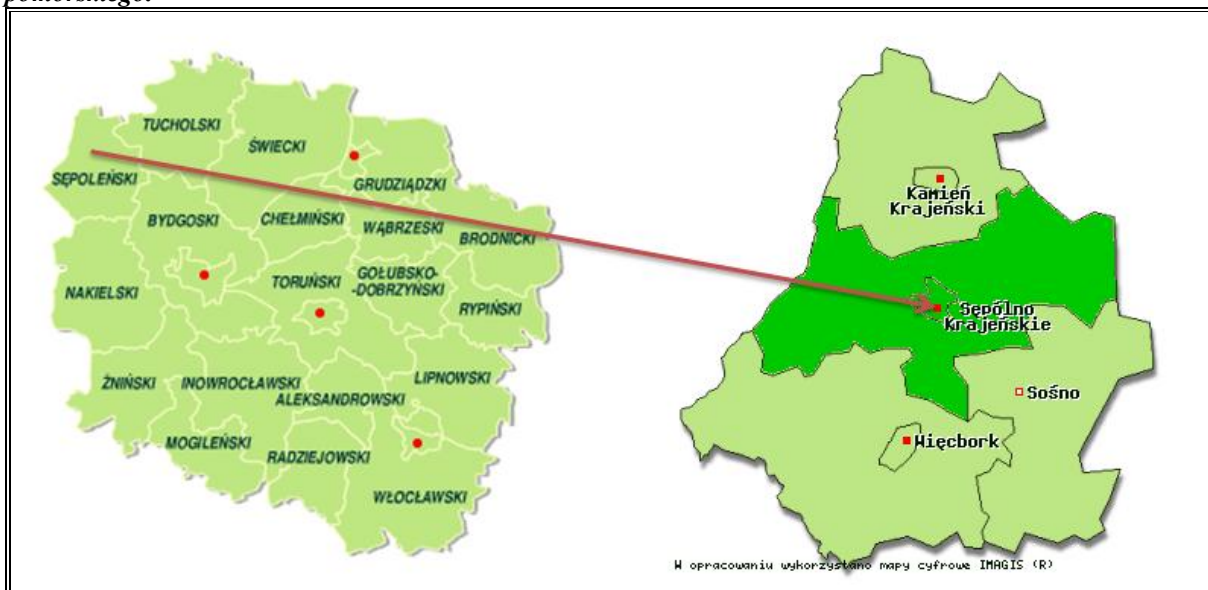 pomorskiego.
TUCHOLSKI
ŚWIECKI
SĘPOLEŃSKI
GRUDZIĄDZKI
BYDGOSKI
CHEŁMIŃSKI
WĄBRZESKI
BRODNICKI
NAKIELSKI
TORUŃSKI
GOŁUBSKO-
-DOBRZYŃSKI
RYPIŃSKI
ŻNIŃSKI
INOWROCŁAWSKI
LIPNOWSKI
ALEKSANDROWSKI
MOGILEŃSKI
RADZIEJOWSKI
WŁOCŁAWSKI
Kamień
Krajeński
Sępólno
Krajeńskie
Sośno
Więcbork
W opracowaniu wykorzystano mapy cyfrowe IMAGIS (R)